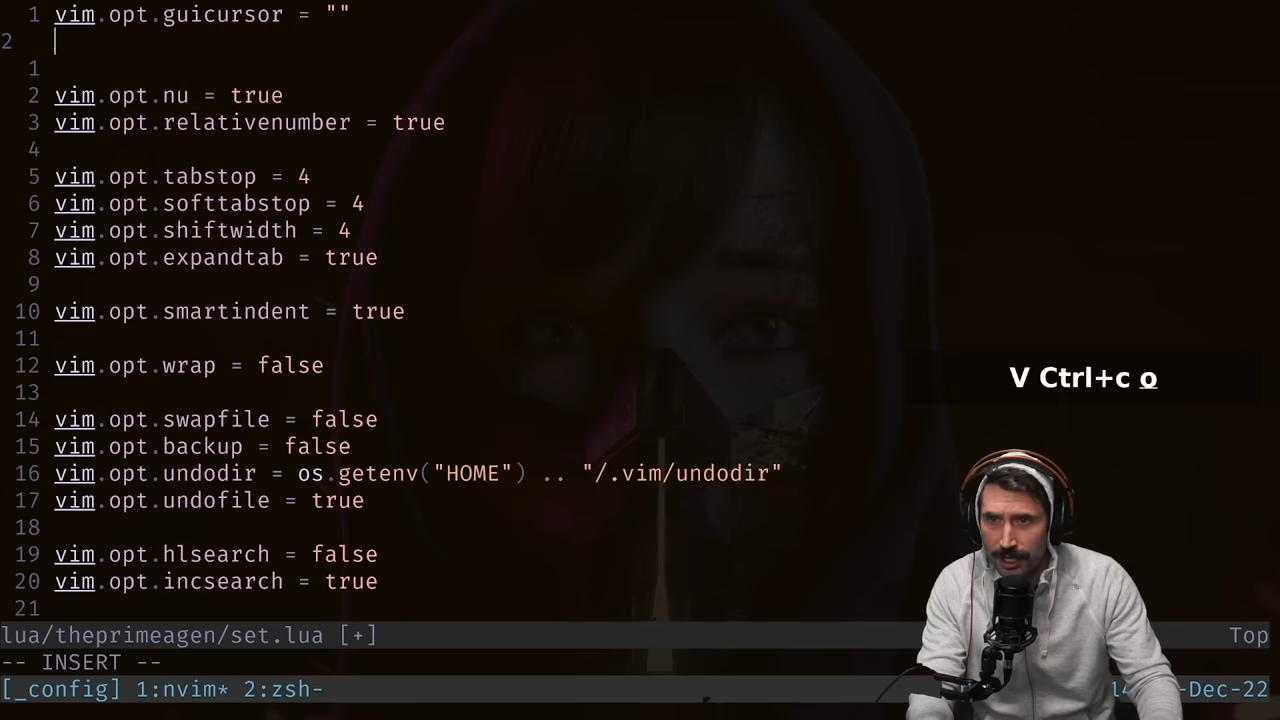 1 vim.opt.guicursor = ""
2
1
2 vim.opt.nu = true
3 vim.opt.relativenumber = true
4
5 vim.opt.tabstop = 4
6 vim.opt.softtabstop = 4
7 vim.opt.shiftwidth = 4
8 vim.opt.expandtab = true
9
10 vim.opt.smartindent = true
11
12 vim.opt.wrap = false
13
V Ctrl+c o
14 vim.opt.swapfile = false
15 vim.opt.backup = false
16 vim.opt.undodir = os.getenv("HOME") .. "/.vim/undodir"
17 vim.opt.undofile = true
18
19 vim.opt.hlsearch = false
20 vim.opt.incsearch = true
21
lua/theprimeagen/set.lua [+] Top
-- INSERT --
[_config] 1:nvim* 2:zsh- -Dec-22